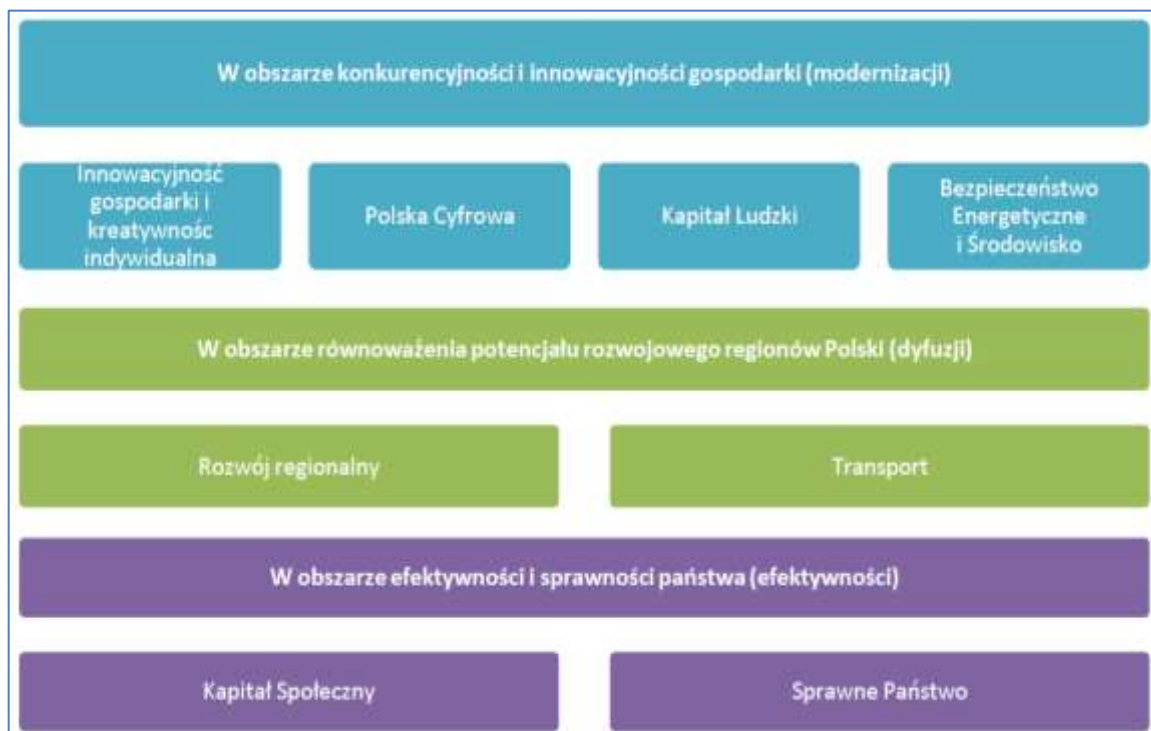 W obszarze konkurencyjności i innowacyjności gospodarki (modernizacji)
Innowacyjność
gospodarki i
kreatywnośc
indywidualna
Polska Cyfrowa
Kapitał Ludzki
Bezpieczeństwo
Energetyczne
i Środowisko
W obszarze równoważenia potencjału rozwojowego regionów Polski (dyfuzji)
Rozwój regionalny
Transport
W obszarze efektywności i sprawności państwa (efektywności)
Kapitał Społeczny
Sprawne Państwo